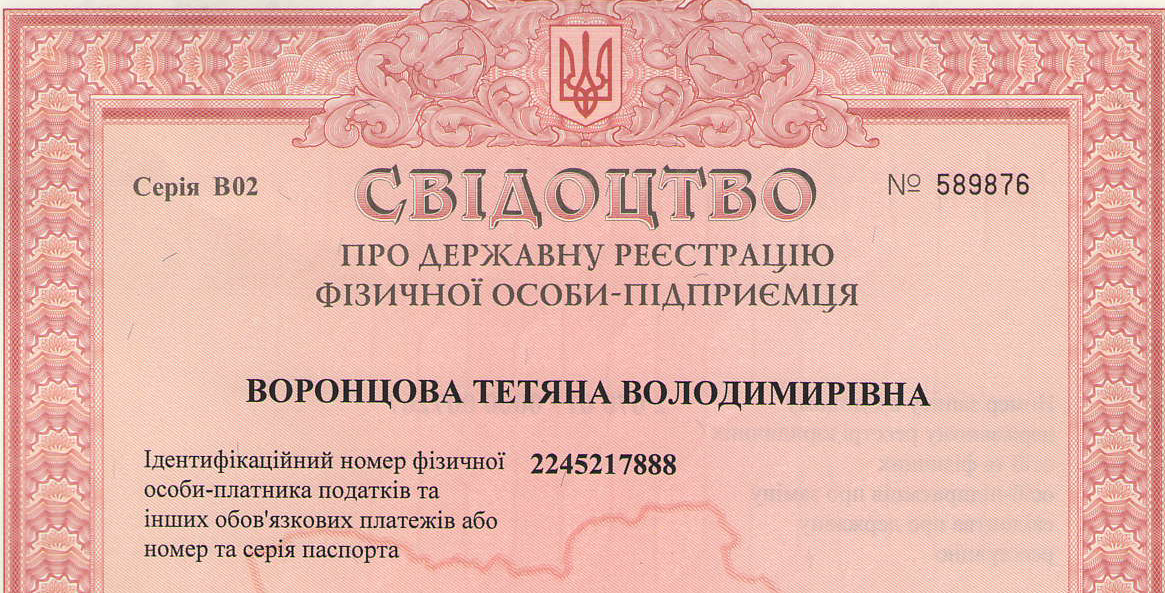 Серія В02
СВІДОЦТВО
№ 589876
ПРО ДЕРЖАВНУ РЕЄСТРАЦІЮ
ФІЗИЧНОЇ ОСОБИ-ПІДПРИЄМЦЯ
ВОРОНЦОВА ТЕТЯНА ВОЛОДИМИРІВНА
Ідентифікаційний номер фізичної 2245217888
особи-платника податків та
інших обов'язкових платежів або
номер та серія паспорта